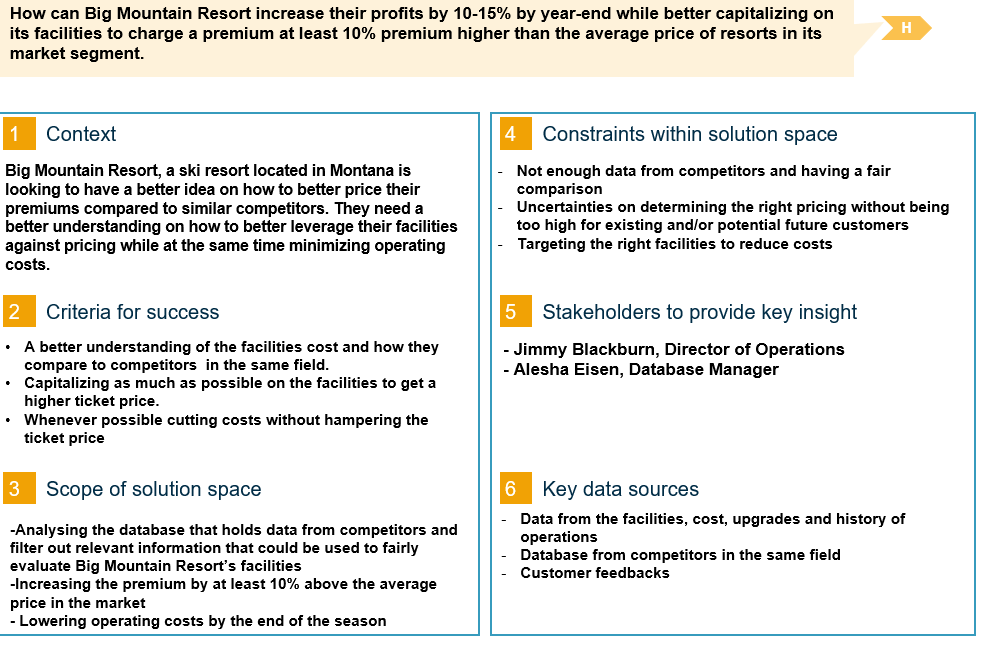 How can Big Mountain Resort increase their profits by 10-15% by year-end while better capitalizing on
its facilities to charge a premium at least 10% premium higher than the average price of resorts in its
market segment.
H
1 Context
Big Mountain Resort, a ski resort located in Montana is
looking to have a better idea on how to better price their
premiums compared to similar competitors. They need a
better understanding on how to better leverage their facilities
against pricing while at the same time minimizing operating
costs.
2 Criteria for success
• A better understanding of the facilities cost and how they
compare to competitors in the same field.
• Capitalizing as much as possible on the facilities to get a
higher ticket price.
• Whenever possible cutting costs without hampering the
ticket price
3 Scope of solution space
-Analysing the database that holds data from competitors and
filter out relevant information that could be used to fairly
evaluate Big Mountain Resort’s facilities
-Increasing the premium by at least 10% above the average
price in the market
- Lowering operating costs by the end of the season
4 Constraints within solution space
- Not enough data from competitors and having a fair
comparison
- Uncertainties on determining the right pricing without being
too high for existing and/or potential future customers
- Targeting the right facilities to reduce costs
5 Stakeholders to provide key insight
- Jimmy Blackburn, Director of Operations
- Alesha Eisen, Database Manager
6 Key data sources
- Data from the facilities, cost, upgrades and history of
operations
- Database from competitors in the same field
- Customer feedbacks